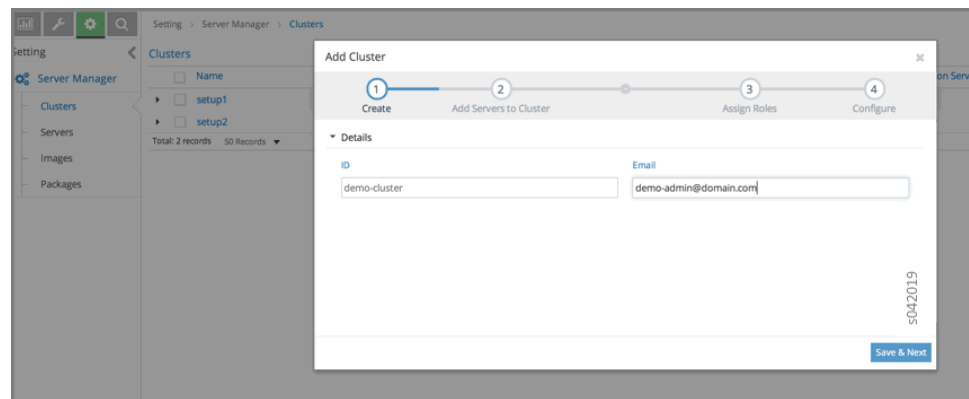 Setting > Server Manager > Clusters
Setting
Server Manager
Clusters
Servers
Images
Packages
Clusters
Name
on Serv
setup1
setup2
Total: 2 records 50 Records
Add Cluster
1 2 3 4
Create Add Servers to Cluster Assign Roles Configure
Details
ID Email
demo-cluster demo-admin@domain.com
s042019
Save & Next